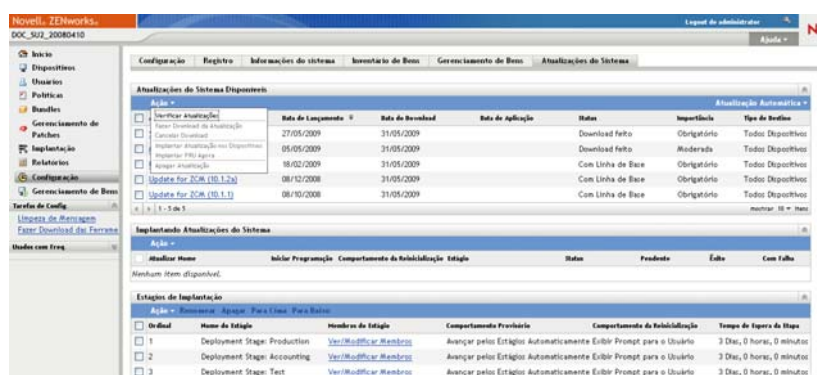 Novell® ZENworks®
Logout de administrator
DOC_SU2_20080410
Ajuda
N
Início
Dispositivos
Usuários
Políticas
Bundles
Gerenciamento de Patches
Implantação
Relatórios
Configuração
Gerenciamento de Bens
Tarefas de Config.
Limpeza de Mensagem
Fazer Download das Ferrame
Usados com Freq.
Configuração Registro Informações do sistema Inventário de Bens Gerenciamento de Bens Atualizações do Sistema
Atualizações do Sistema Disponíveis
Ação Atualização Automática
Verificar Atualizações
Fazer Download da Atualização
Cancelar Download
Implantar Atualização nos Dispositivos
Implantar PRU Agora
Apagar Atualização
Data de Lançamento Data do Download Data de Aplicação Status Importância Tipo de Destino
27/05/2009 31/05/2009 Download feito Obrigatório Todos Dispositivos
05/05/2009 31/05/2009 Download feito Moderada Todos Dispositivos
18/02/2009 31/05/2009 Com Linha de Base Obrigatório Todos Dispositivos
Update for ZCM (10.1.2a) 08/12/2008 31/05/2009 Com Linha de Base Obrigatório Todos Dispositivos
Update for ZCM (10.1.1) 08/10/2008 31/05/2009 Com Linha de Base Obrigatório Todos Dispositivos
1 - 5 de 5 mostrar 10 itens
Implantando Atualizações do Sistema
Ação
Atualizar Nome Iniciar Programação Comportamento da Reinicialização Estágio Status Pendente Êxito Com Falha
Nenhum item disponível.
Estágios de Implantação
Ação Renomear Apagar Para Cima Para Baixo
Ordinal Nome do Estágio Membros do Estágio Comportamento Provisório Comportamento da Reinicialização Tempo de Espera da Etapa
1 Deployment Stage: Production Ver/Modificar Membros Avançar pelos Estágios Automaticamente Exibir Prompt para o Usuário 3 Dias, 0 horas, 0 minutos
2 Deployment Stage: Accounting Ver/Modificar Membros Avançar pelos Estágios Automaticamente Exibir Prompt para o Usuário 3 Dias, 0 horas, 0 minutos
3 Deployment Stage: Test Ver/Modificar Membros Avançar pelos Estágios Automaticamente Exibir Prompt para o Usuário 3 Dias, 0 horas, 0 minutos